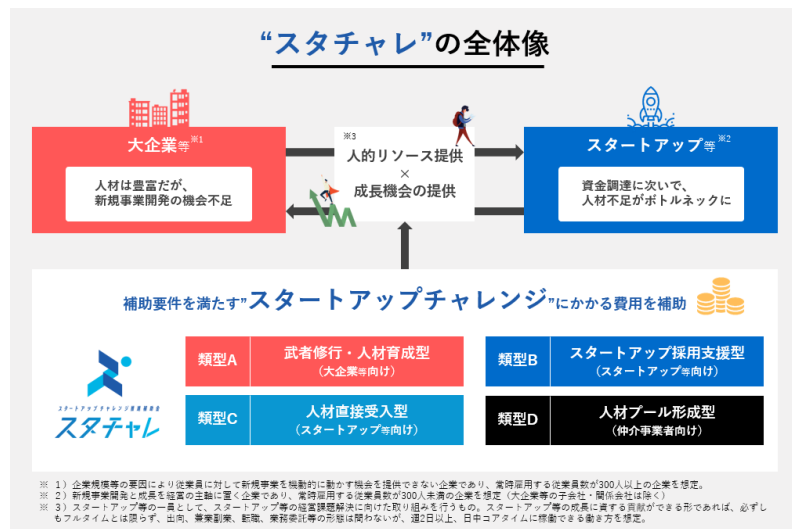 “スタチャレ”の全体像
大企業等※1
人材は豊富だが、
新規事業開発の機会不足
※3
人的リソース提供
×
成長機会の提供
スタートアップ等※2
資金調達に次いで、
人材不足がボトルネックに
補助要件を満たす”スタートアップチャレンジ”にかかる費用を補助
スタートアップチャレンジ推進補助金
スタチャレ
類型A
武者修行・人材育成型
（大企業等向け）
類型B
スタートアップ採用支援型
（スタートアップ等向け）
類型C
人材直接受入型
（スタートアップ等向け）
類型D
人材プール形成型
（仲介事業者向け）
※ 1）企業規模等の要因により従業員に対して新規事業を機動的に動かす機会を提供できない企業であり、常時雇用する従業員数が300人以上の企業を想定。
※ 2）新規事業開発と成長を経営の主軸に置く企業であり、常時雇用する従業員数が300人未満の企業を想定（大企業等の子会社・関係会社は除く）
※ 3）スタートアップ等の一員として、スタートアップ等の経営課題解決に向けた取り組みを行うもの。スタートアップ等の成長に資する貢献ができる形であれば、必ずし
もフルタイムとは限らず、出向、兼業副業、転職、業務委託等の形態は問わないが、週2日以上、日中コアタイムに稼働できる働き方を想定。